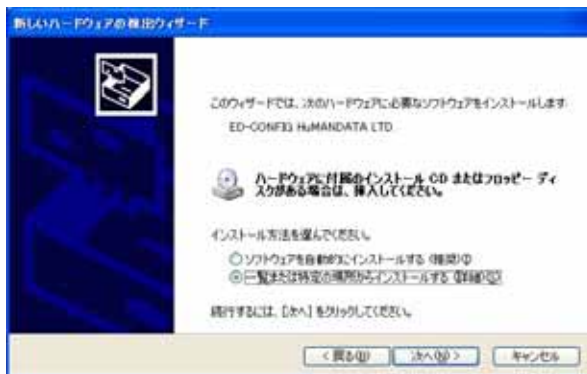 新しいハードウェアの検出ウィザード
このウィザードでは、次のハードウェアに必要なソフトウェアをインストールします
ED-CONFIG HuMANDATA LTD
ハードウェアに付属のインストール CD またはフロッピー ディ
スクがある場合は、挿入してください。
インストール方法を選んでください。
ソフトウェアを自動的にインストールする (推奨)(I)
一覧または特定の場所からインストールする (詳細)(S)
続行するには、[次へ] をクリックしてください。
< 戻る(B)
次へ(N) >
キャンセル